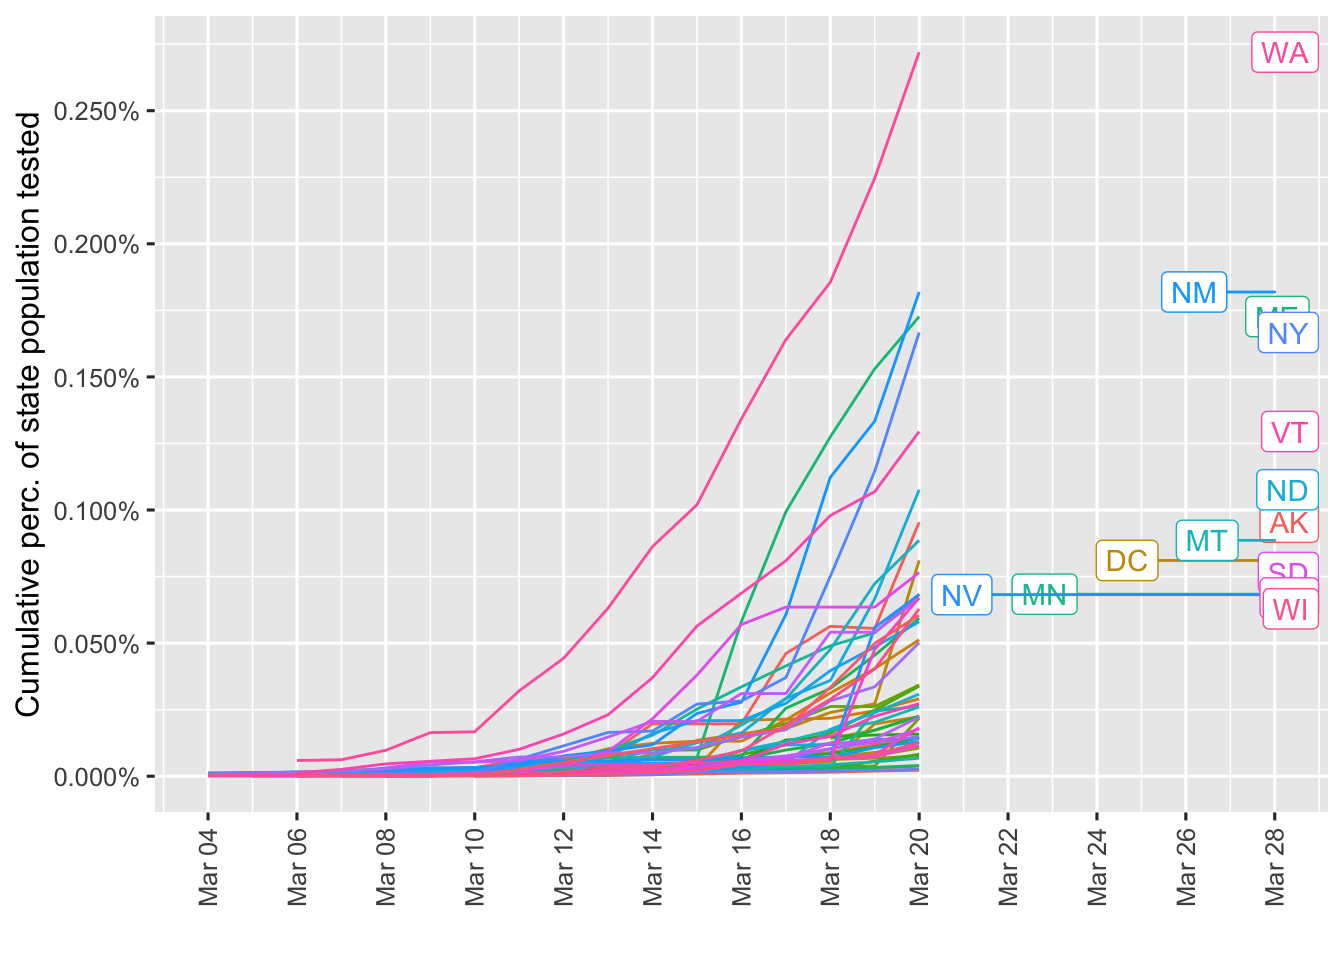 Cumulative perc. of state population tested
0.250%
0.200%
0.150%
0.100%
0.050%
0.000%
WA
NM
NY
VT
ND
AK
MT
DC
SD
NV
MN
WI
Mar 04
Mar 06
Mar 08
Mar 10
Mar 12
Mar 14
Mar 16
Mar 18
Mar 20
Mar 22
Mar 24
Mar 26
Mar 28